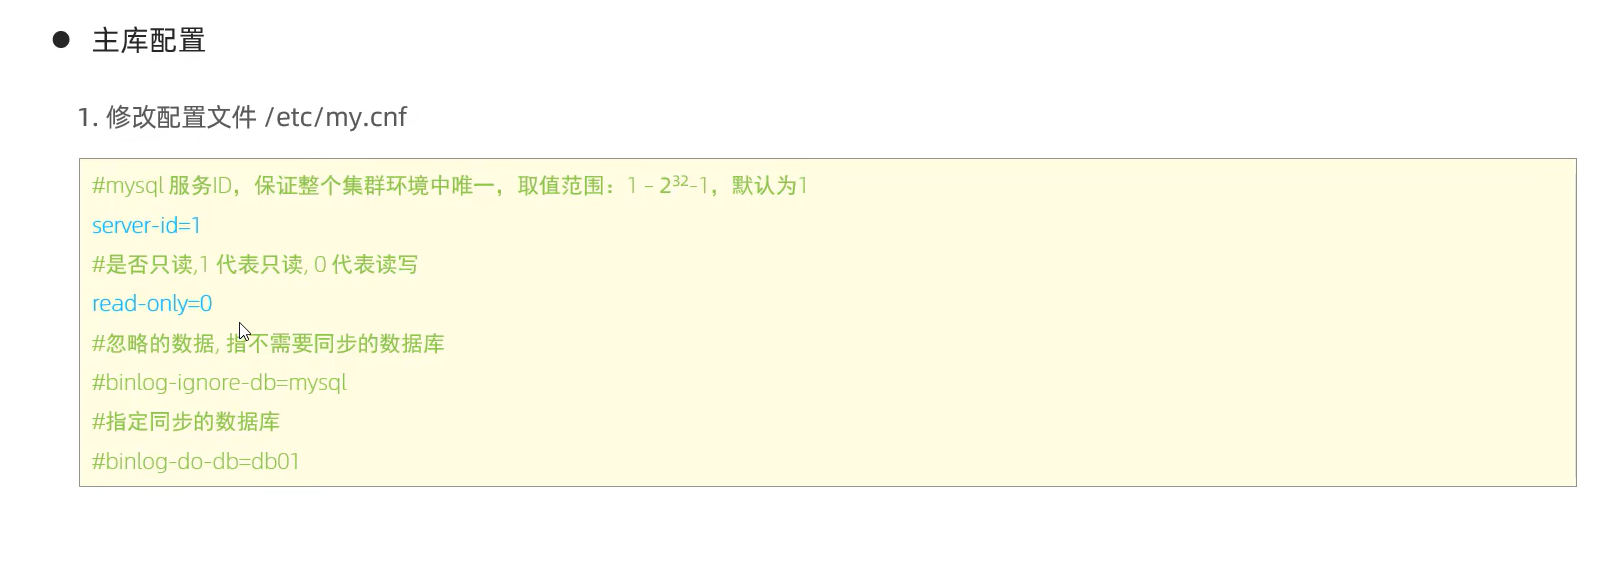 ● 主库配置
1. 修改配置文件 /etc/my.cnf
#mysql 服务ID，保证整个集群环境中唯一，取值范围：1 – 2³²-1，默认为1
server-id=1
#是否只读,1 代表只读, 0 代表读写
read-only=0
#忽略的数据, 指不需要同步的数据库
#binlog-ignore-db=mysql
#指定同步的数据库
#binlog-do-db=db01